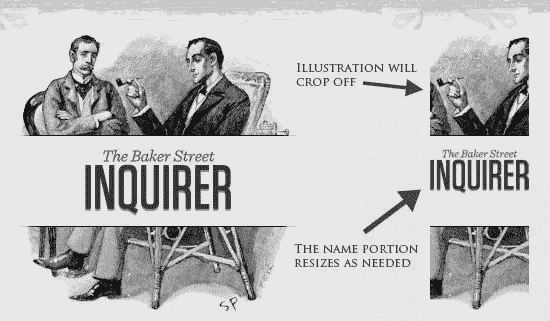 ILLUSTRATION WILL
CROP OFF
The Baker Street
INQUIRER
The Baker Street
INQUIRER
THE NAME PORTION
RESIZES AS NEEDED
SP